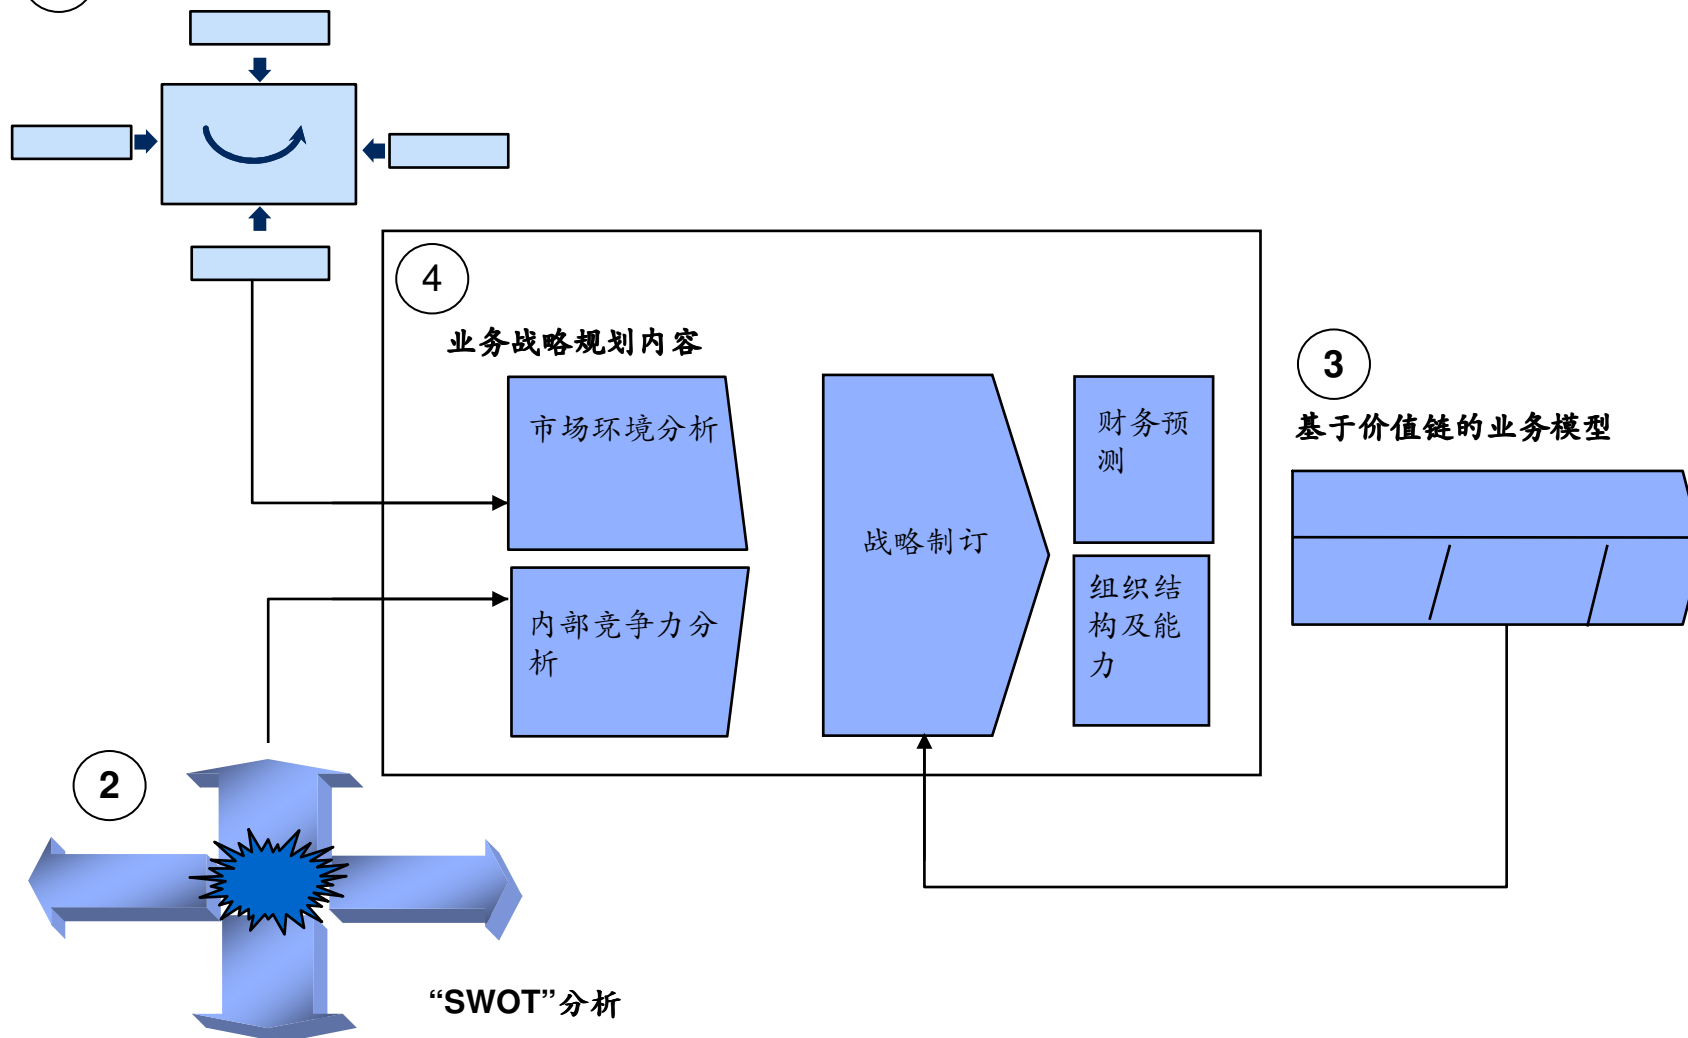 4
业务战略规划内容
市场环境分析
内部竞争力分
析
战略制订
财务预
测
组织结
构及能
力
3
基于价值链的业务模型
2
“SWOT”分析